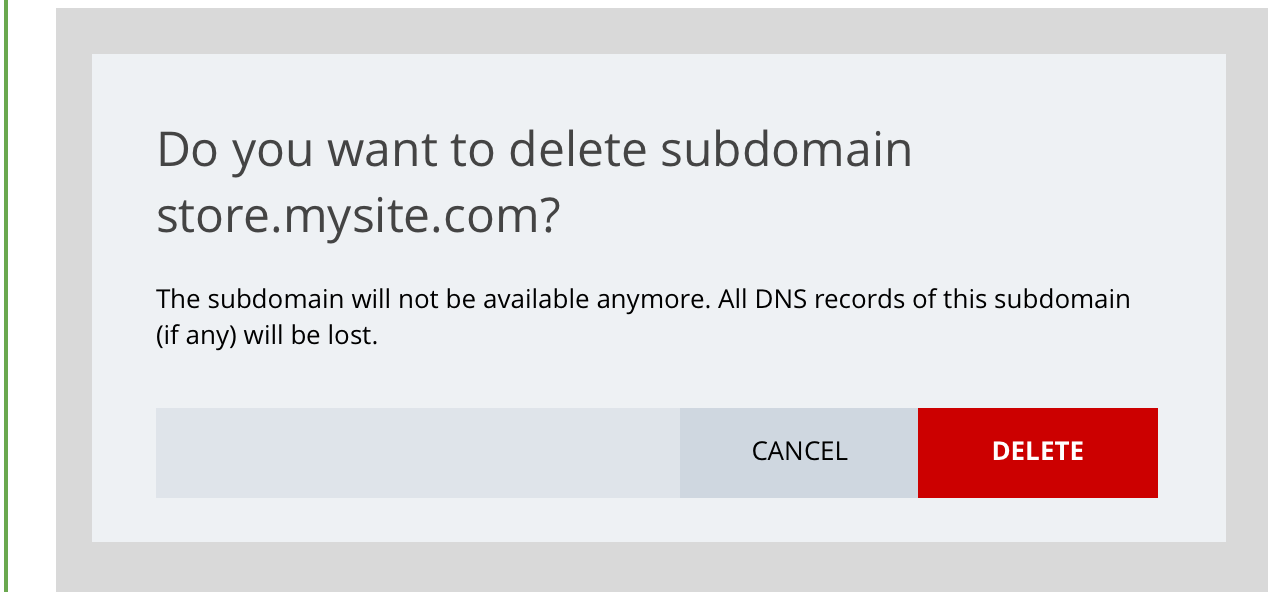 Do you want to delete subdomain
store.mysite.com?
The subdomain will not be available anymore. All DNS records of this subdomain
(if any) will be lost.
CANCEL
DELETE